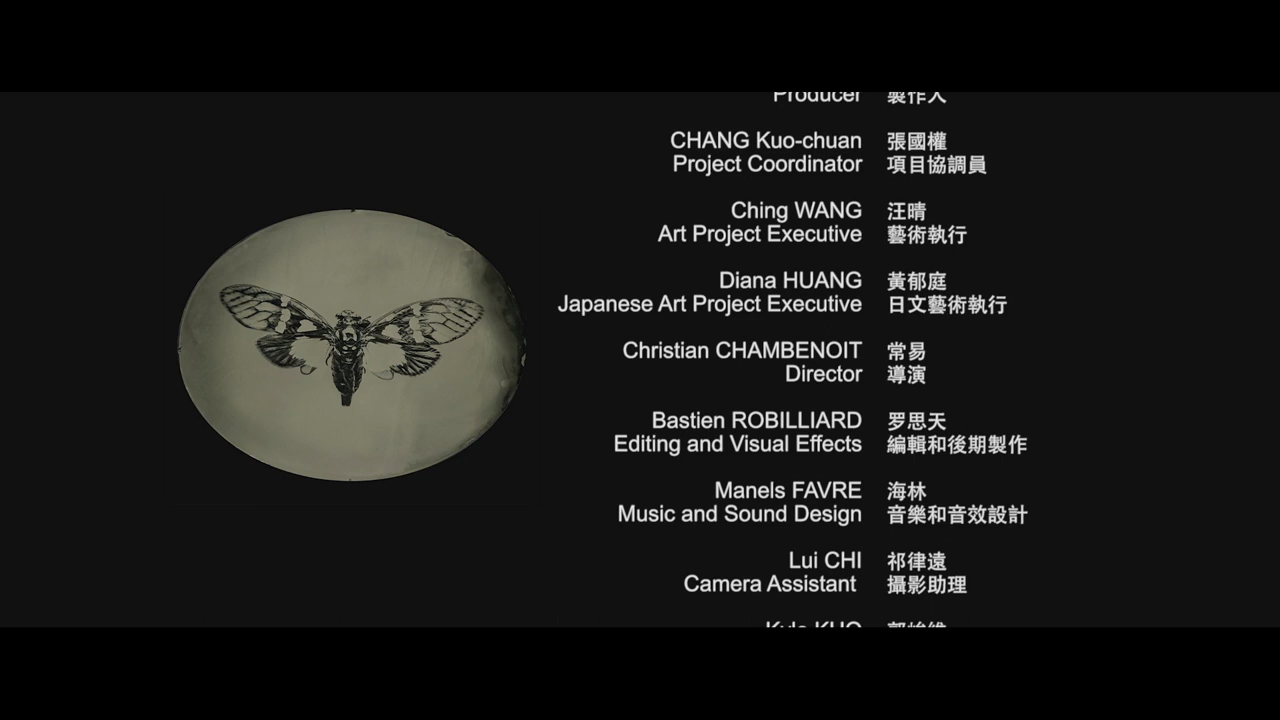 Producer 製作人
CHANG Kuo-chuan 張國權
Project Coordinator 項目協調員
Ching WANG 汪晴
Art Project Executive 藝術執行
Diana HUANG 黃郁庭
Japanese Art Project Executive 日文藝術執行
Christian CHAMBENOIT 常易
Director 導演
Bastien ROBILLIARD 罗思天
Editing and Visual Effects 編輯和後期製作
Manels FAVRE 海林
Music and Sound Design 音樂和音效設計
Lui CHI 祁律遠
Camera Assistant 攝影助理